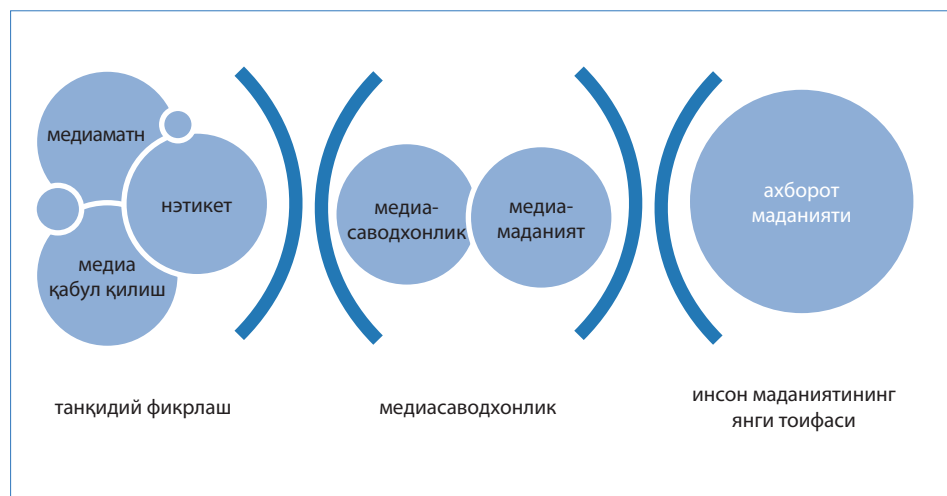 медиаматн
нэтикет
медиа
қабул қилиш
медиа-
саводхонлик
медиа-
маданият
ахборот
маданияти
танқидий фикрлаш
медиасаводхонлик
инсон маданиятининг
янги тоифаси